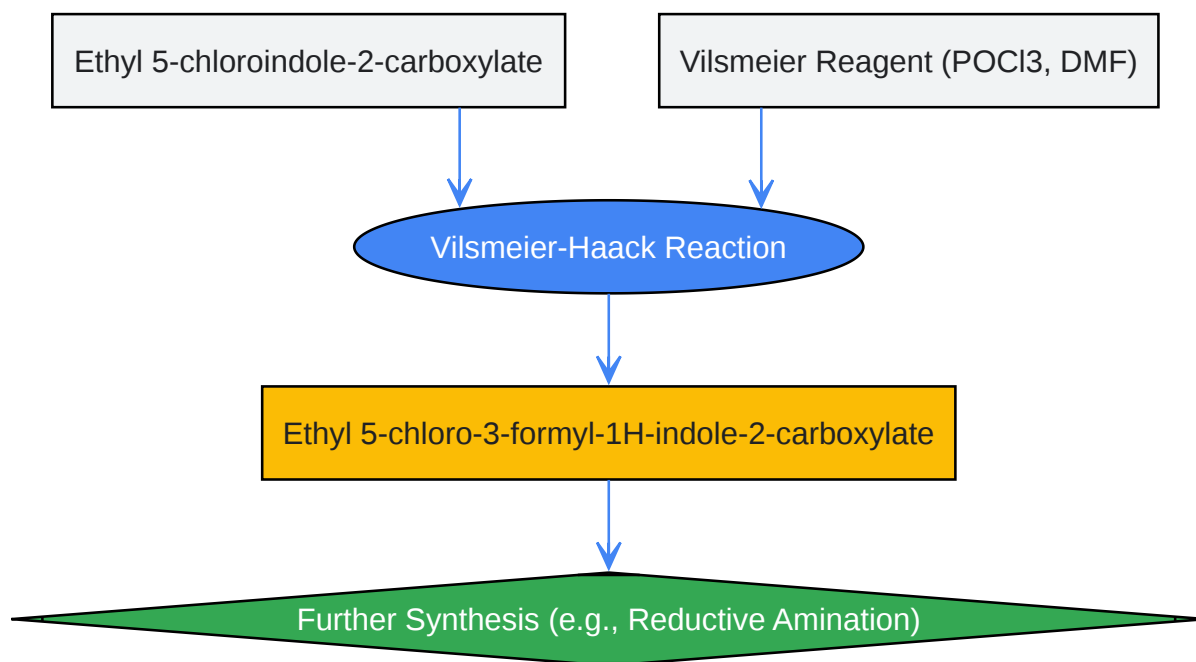 Ethyl 5-chloroindole-2-carboxylate
Vilsmeier Reagent (POCl3, DMF)
Vilsmeier-Haack Reaction
Ethyl 5-chloro-3-formyl-1H-indole-2-carboxylate
Further Synthesis (e.g., Reductive Amination)